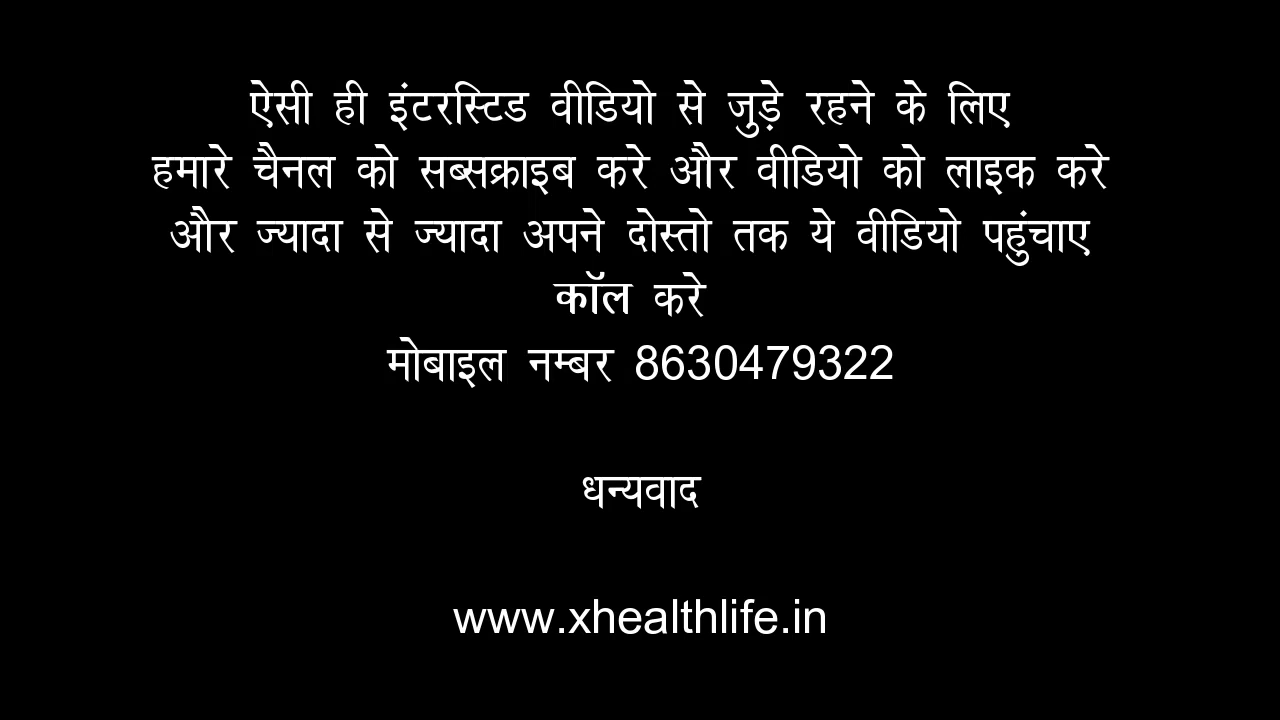 ऐसी ही इंटरस्टिड वीडियो से जुड़े रहने के लिए
हमारे चैनल को सब्सक्राइब करे और वीडियो को लाइक करे
और ज्यादा से ज्यादा अपने दोस्तो तक ये वीडियो पहुंचाए
कॉल करे
मोबाइल नम्बर 8630479322
धन्यवाद
www.xhealthlife.in